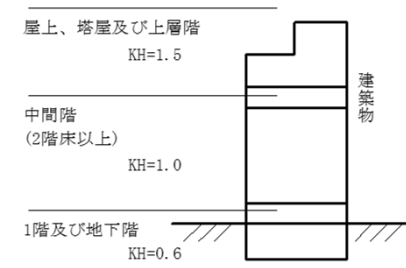 屋上、塔屋及び上層階
KH=1.5
建築物
中間階
(2階床以上)
KH=1.0
1階及び地下階
KH=0.6